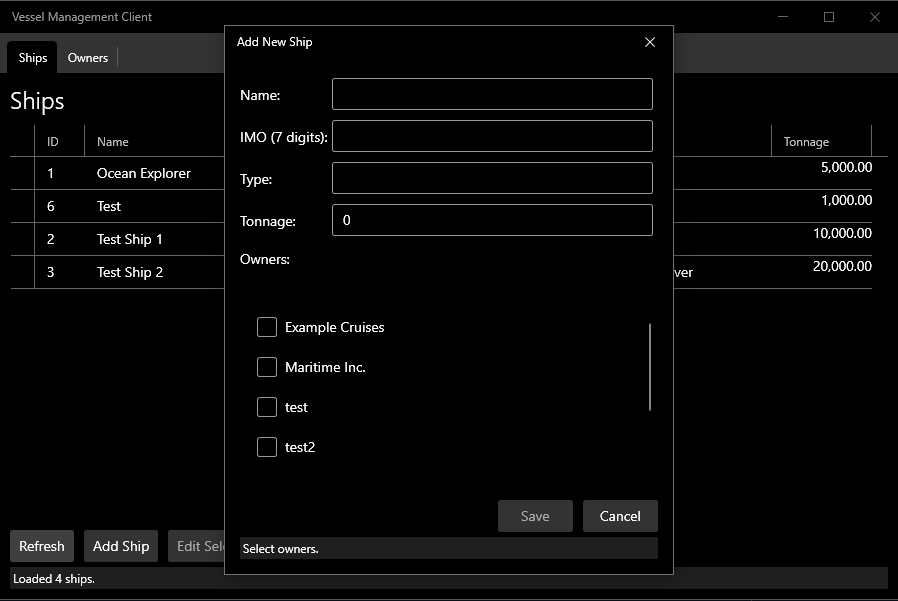 Vessel Management Client
Add New Ship
Ships Owners
Ships
Name:
IMO (7 digits):
Type:
Tonnage: 0
Owners:
Example Cruises
Maritime Inc.
test
test2
Save Cancel
Select owners.
ID Name Tonnage
1 Ocean Explorer 5,000.00
6 Test 1,000.00
2 Test Ship 1 10,000.00
3 Test Ship 2 ver 20,000.00
Refresh Add Ship Edit Sel
Loaded 4 ships.